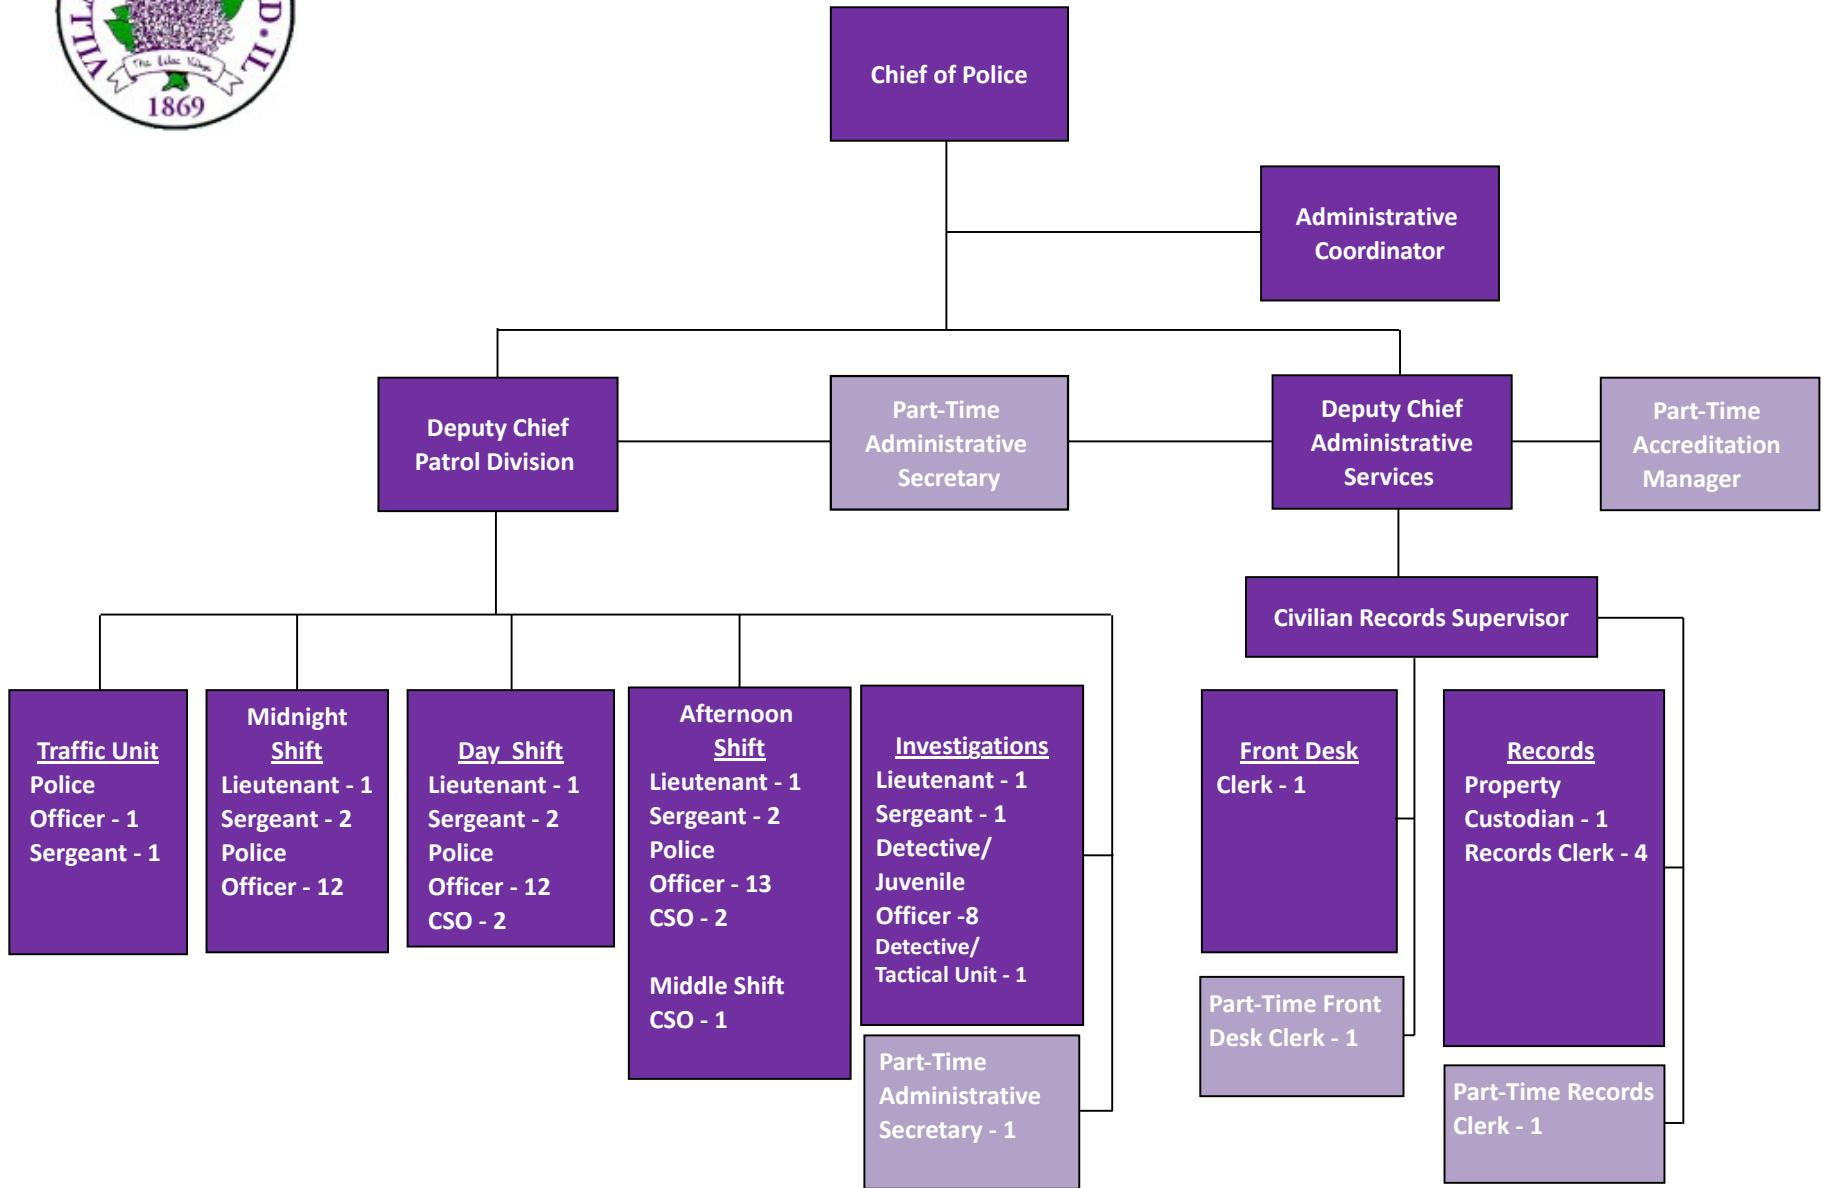 D • IL
The Lilac Village
1869
Chief of Police
Administrative
Coordinator
Deputy Chief
Patrol Division
Part-Time
Administrative
Secretary
Deputy Chief
Administrative
Services
Part-Time
Accreditation
Manager
Civilian Records Supervisor
Traffic Unit
Police
Officer - 1
Sergeant - 1
Midnight
Shift
Lieutenant - 1
Sergeant - 2
Police
Officer - 12
Day  Shift
Lieutenant - 1
Sergeant - 2
Police
Officer - 12
CSO - 2
Afternoon
Shift
Lieutenant - 1
Sergeant - 2
Police
Officer - 13
CSO - 2
Middle Shift
CSO - 1
Investigations
Lieutenant - 1
Sergeant - 1
Detective/
Juvenile
Officer -8
Detective/
Tactical Unit - 1
Part-Time
Administrative
Secretary - 1
Front Desk
Clerk - 1
Part-Time Front
Desk Clerk - 1
Records
Property
Custodian - 1
Records Clerk - 4
Part-Time Records
Clerk - 1